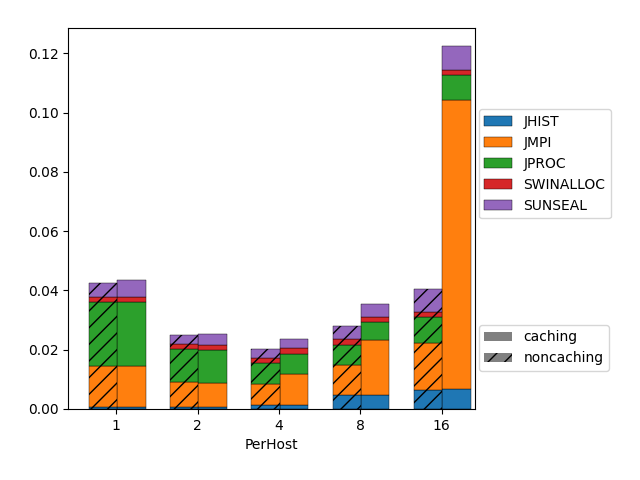 0.12
0.10
0.08
0.06
0.04
0.02
0.00
1 2 4 8 16
PerHost
JHIST
JMPI
JPROC
SWINALLOC
SUNSEAL
caching
noncaching